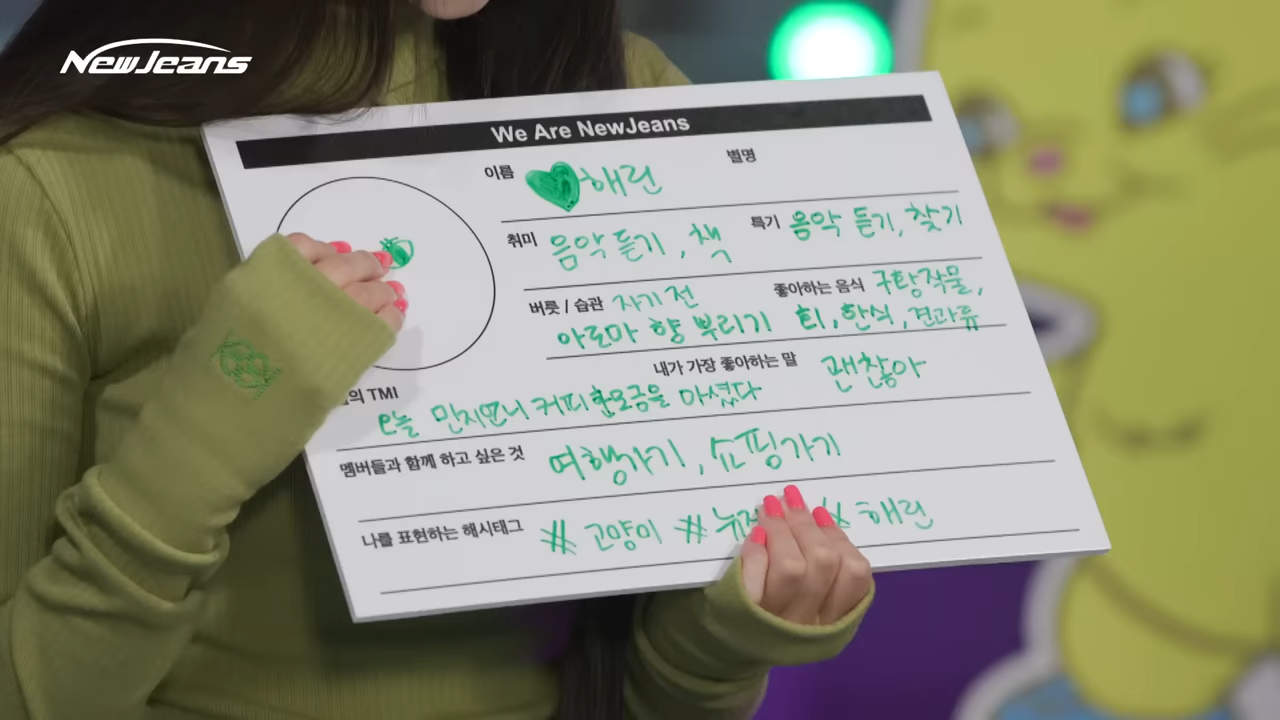 NewJeans
We Are NewJeans
이름 해린 별명
취미 음악 듣기, 책 특기 음악 듣기, 찾기
버릇 / 습관 자기 전 좋아하는 음식 구황작물,
아로마 향 뿌리기 회, 한식, 견과류
내가 가장 좋아하는 말 괜찮아
의 TMI
오늘 민지언니 커피 한모금을 마셨다
멤버들과 함께 하고 싶은 것 여행가기, 쇼핑가기
나를 표현하는 해시태그 # 고양이 # 해린